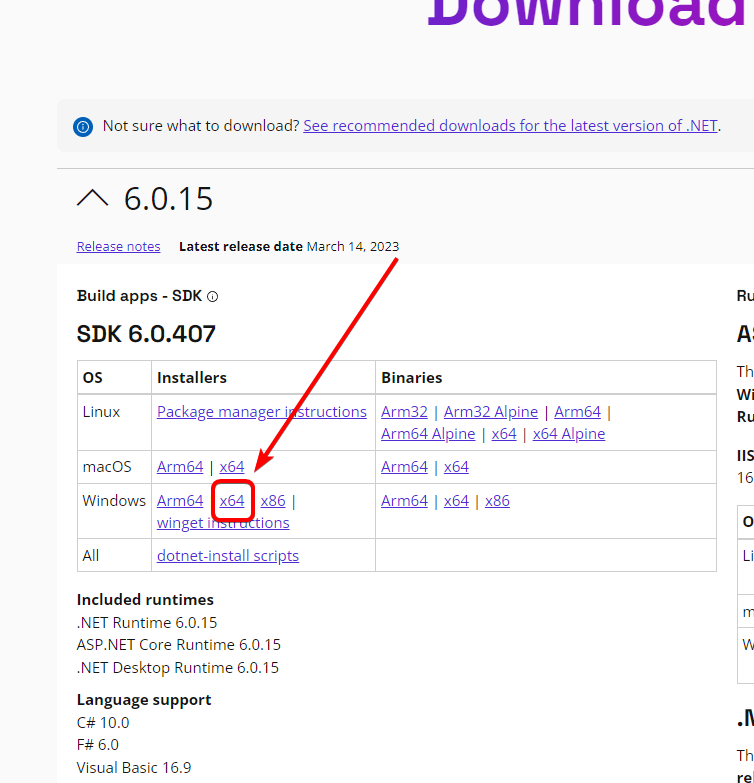 Download
Not sure what to download? See recommended downloads for the latest version of .NET.
6.0.15
Release notes Latest release date March 14, 2023
Build apps - SDK
SDK 6.0.407
OS Installers Binaries
Linux Package manager instructions Arm32 | Arm32 Alpine | Arm64 |
Arm64 Alpine | x64 | x64 Alpine
macOS Arm64 | x64 Arm64 | x64
Windows Arm64 x64 x86 | Arm64 | x64 | x86
winget instructions
All dotnet-install scripts
Included runtimes
.NET Runtime 6.0.15
ASP.NET Core Runtime 6.0.15
.NET Desktop Runtime 6.0.15
Language support
C# 10.0
F# 6.0
Visual Basic 16.9
Ru
AS
Th
Wi
Ru
IIS
16
O
Li
m
W
.N
Th
rel